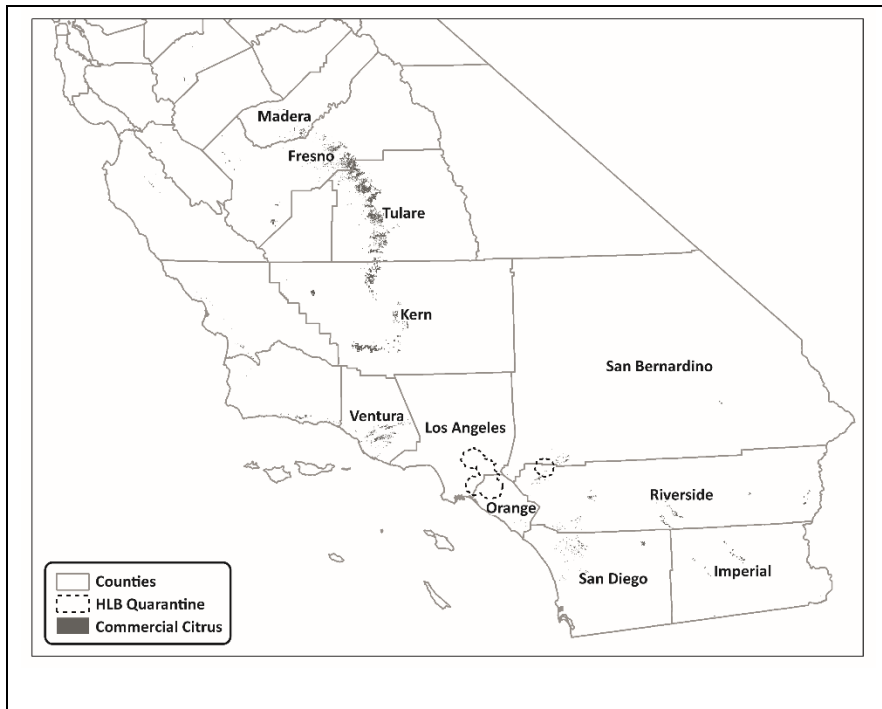 Madera
Fresno
Tulare
Kern
San Bernardino
Ventura
Los Angeles
Riverside
Orange
San Diego
Imperial
Counties
HLB Quarantine
Commercial Citrus